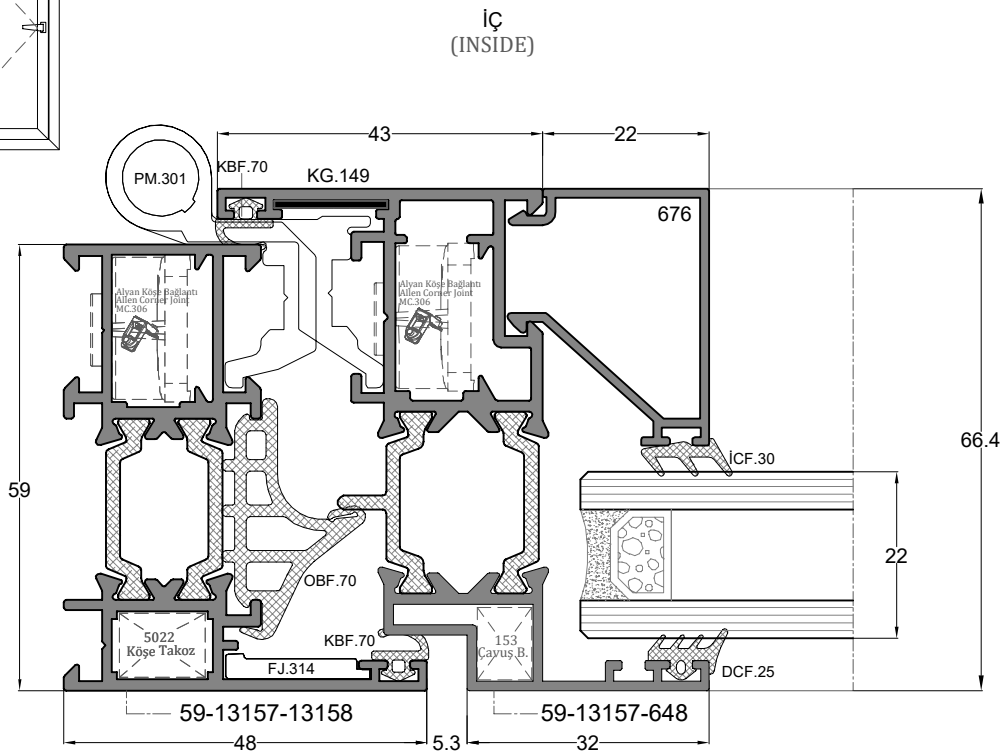 İÇ
(INSIDE)
43
22
PM.301
KBF.70
KG.149
676
Alyan Köşe Bağlantı
Allen Corner Joint
MC.306
Alyan Köşe Bağlantı
Allen Corner Joint
MC.306
66.4
İCF.30
59
22
OBF.70
5022
Köşe Takoz
KBF.70
153
Çavuş B.
FJ.314
DCF.25
59-13157-13158
59-13157-648
48
5.3
32